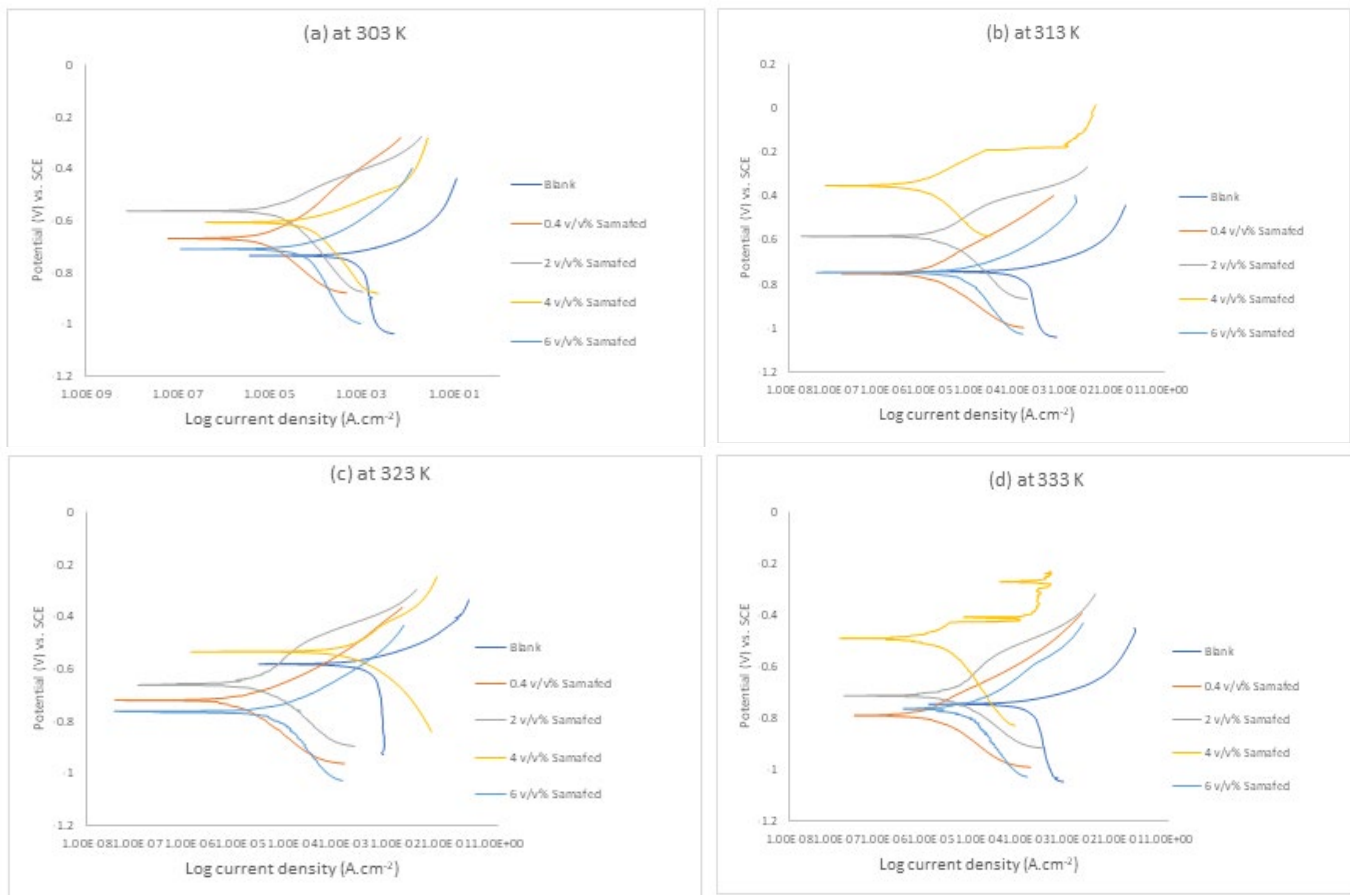 (a) at 303 K
0
0.2
0.4
0.6
0.8
1
1.2
Potential (V) vs. SCE
1.00E 09
1.00E 07
1.00E 05
1.00E 03
1.00E 01
Log current density (A.cm-2)
Blank
0.4 v/v% Samafed
2 v/v% Samafed
4 v/v% Samafed
6 v/v% Samafed
(b) at 313 K
0.2
0
0.2
0.4
0.6
0.8
1
1.2
Potential (V) vs. SCE
1.00E 081.00E 071.00E 061.00E 051.00E 041.00E 031.00E 021.00E 011.00E+00
Log current density (A.cm-2)
Blank
0.4 v/v% Samafed
2 v/v% Samafed
4 v/v% Samafed
6 v/v% Samafed
(c) at 323 K
0
0.2
0.4
0.6
0.8
1
1.2
Potential (V) vs. SCE
1.00E 081.00E 071.00E 061.00E 051.00E 041.00E 031.00E 021.00E 011.00E+00
Log current density (A.cm-2)
Blank
0.4 v/v% Samafed
2 v/v% Samafed
4 v/v% Samafed
6 v/v% Samafed
(d) at 333 K
0
0.2
0.4
0.6
0.8
1
1.2
Potential (V) vs. SCE
1.00E 081.00E 071.00E 061.00E 051.00E 041.00E 031.00E 021.00E 011.00E+00
Log current density (A.cm-2)
Blank
0.4 v/v% Samafed
2 v/v% Samafed
4 v/v% Samafed
6 v/v% Samafed